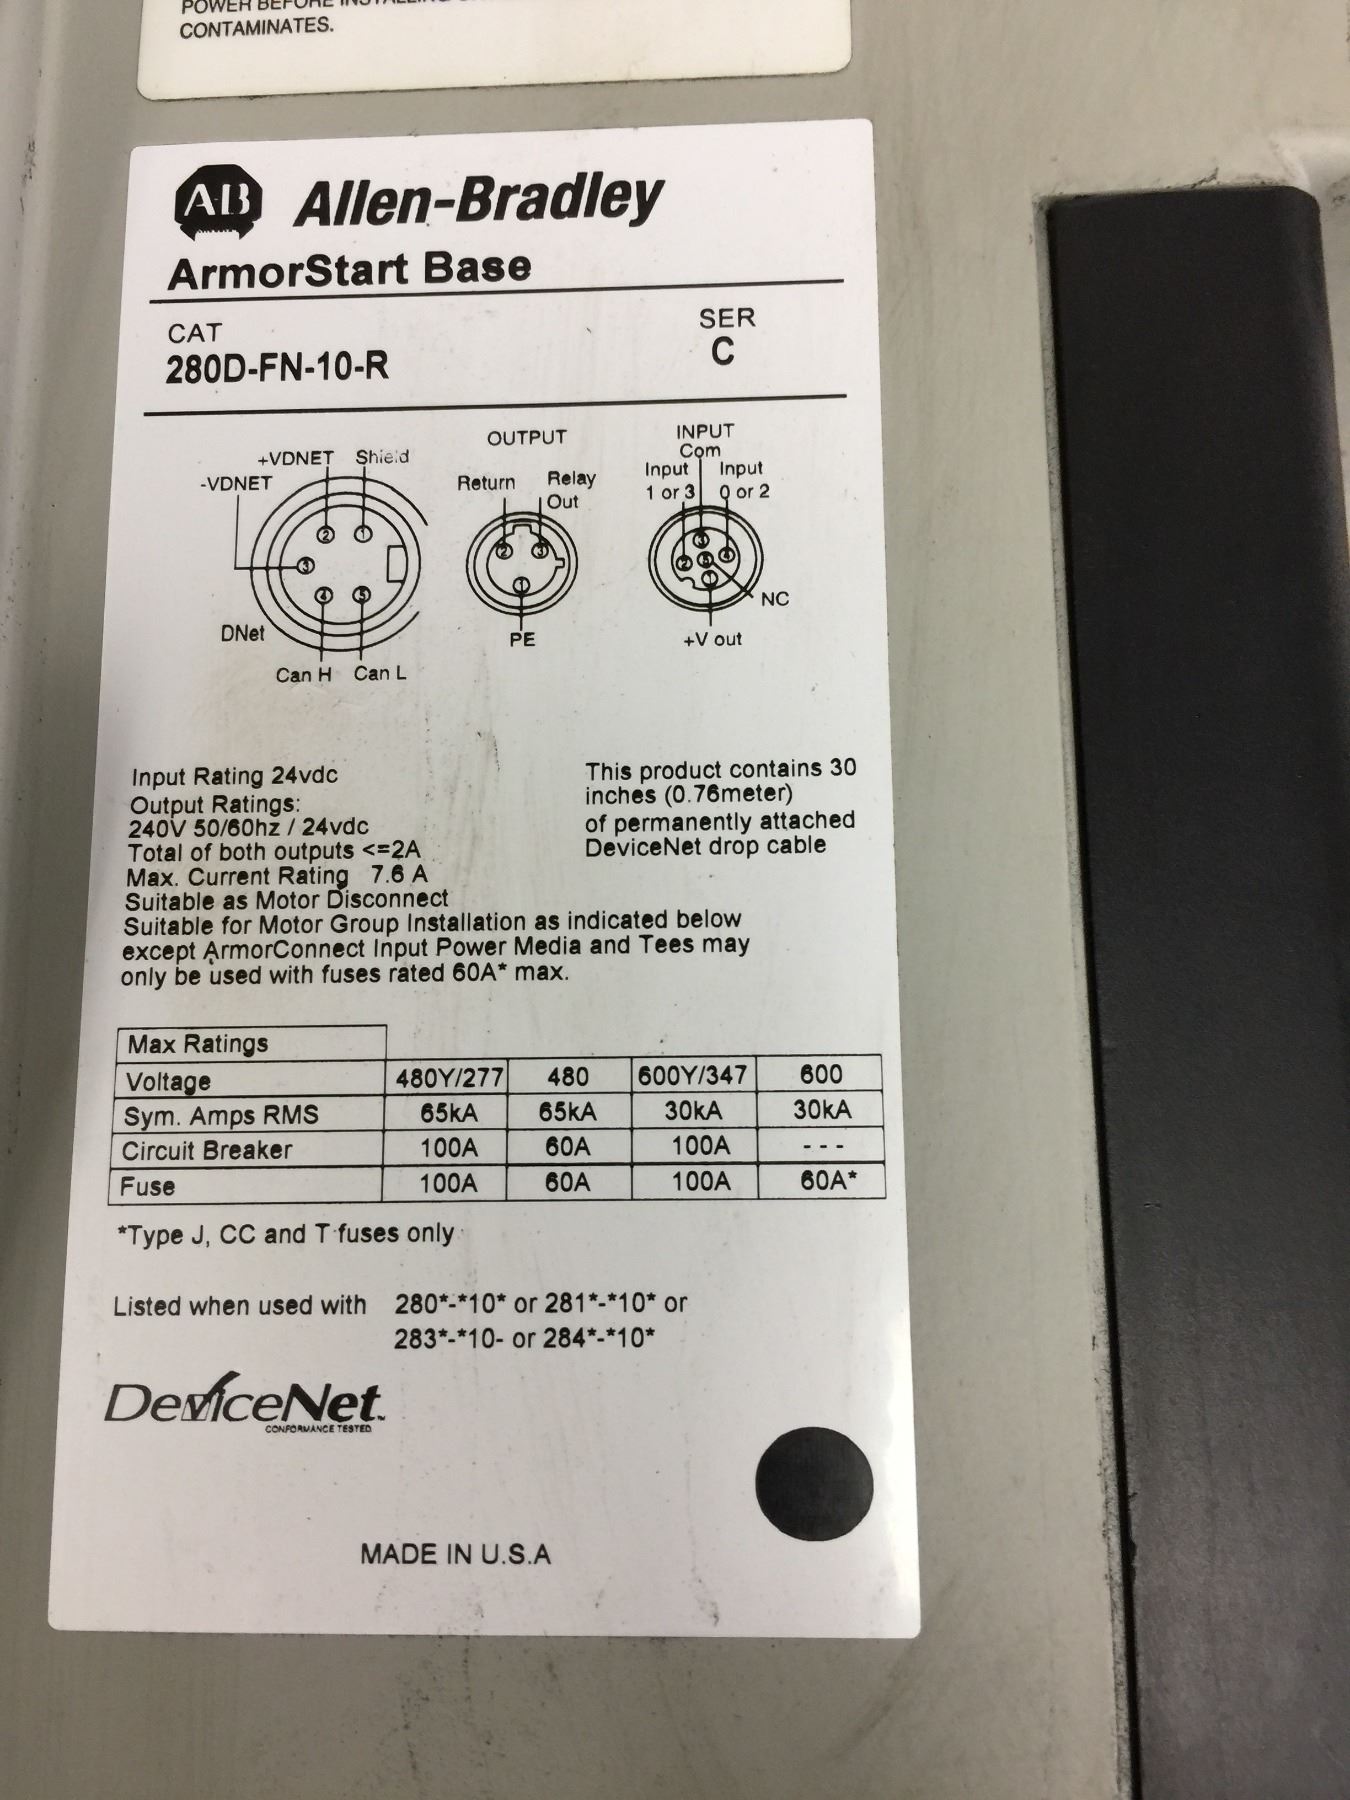 POWER BEFORE
CONTAMINATES.
AB Allen-Bradley
ArmorStart Base
CAT
280D-FN-10-R
SER
C
+VDNET Shield
-VDNET
2 1
3
4 5
DNet
Can H Can L
OUTPUT
Return Relay
Out
2 3
1
PE
INPUT
Com
Input Input
1 or 3 0 or 2
3
2 5 4
1
NC
+V out
Input Rating 24vdc
Output Ratings:
240V 50/60hz / 24vdc
Total of both outputs <=2A
Max. Current Rating 7.6 A
Suitable as Motor Disconnect
Suitable for Motor Group Installation as indicated below
except ArmorConnect Input Power Media and Tees may
only be used with fuses rated 60A* max.
This product contains 30
inches (0.76meter)
of permanently attached
DeviceNet drop cable
Max Ratings
Voltage 480Y/277 480 600Y/347 600
Sym. Amps RMS 65kA 65kA 30kA 30kA
Circuit Breaker 100A 60A 100A ---
Fuse 100A 60A 100A 60A*
*Type J, CC and T fuses only
Listed when used with 280*-*10* or 281*-*10* or
283*-*10- or 284*-*10*
DeviceNet™
CONFORMANCE TESTED
MADE IN U.S.A